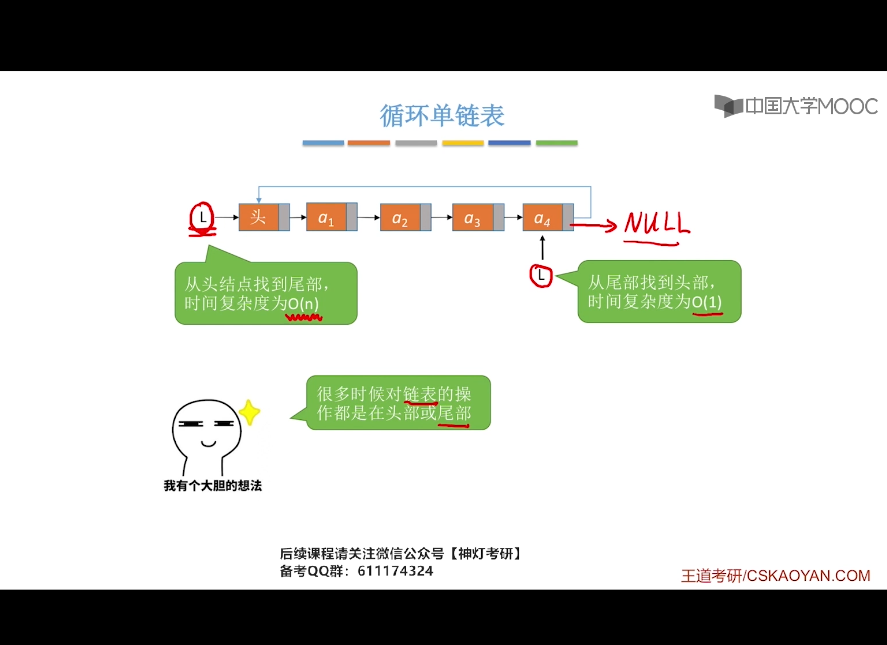 中国大学MOOC
循环单链表
L
头
a1
a2
a3
a4
NULL
L
从头结点找到尾部，
时间复杂度为O(n)
从尾部找到头部，
时间复杂度为O(1)
很多时候对链表的操
作都是在头部或尾部
我有个大胆的想法
后续课程请关注微信公众号【神灯考研】
备考QQ群：611174324
王道考研/CSKAOYAN.COM